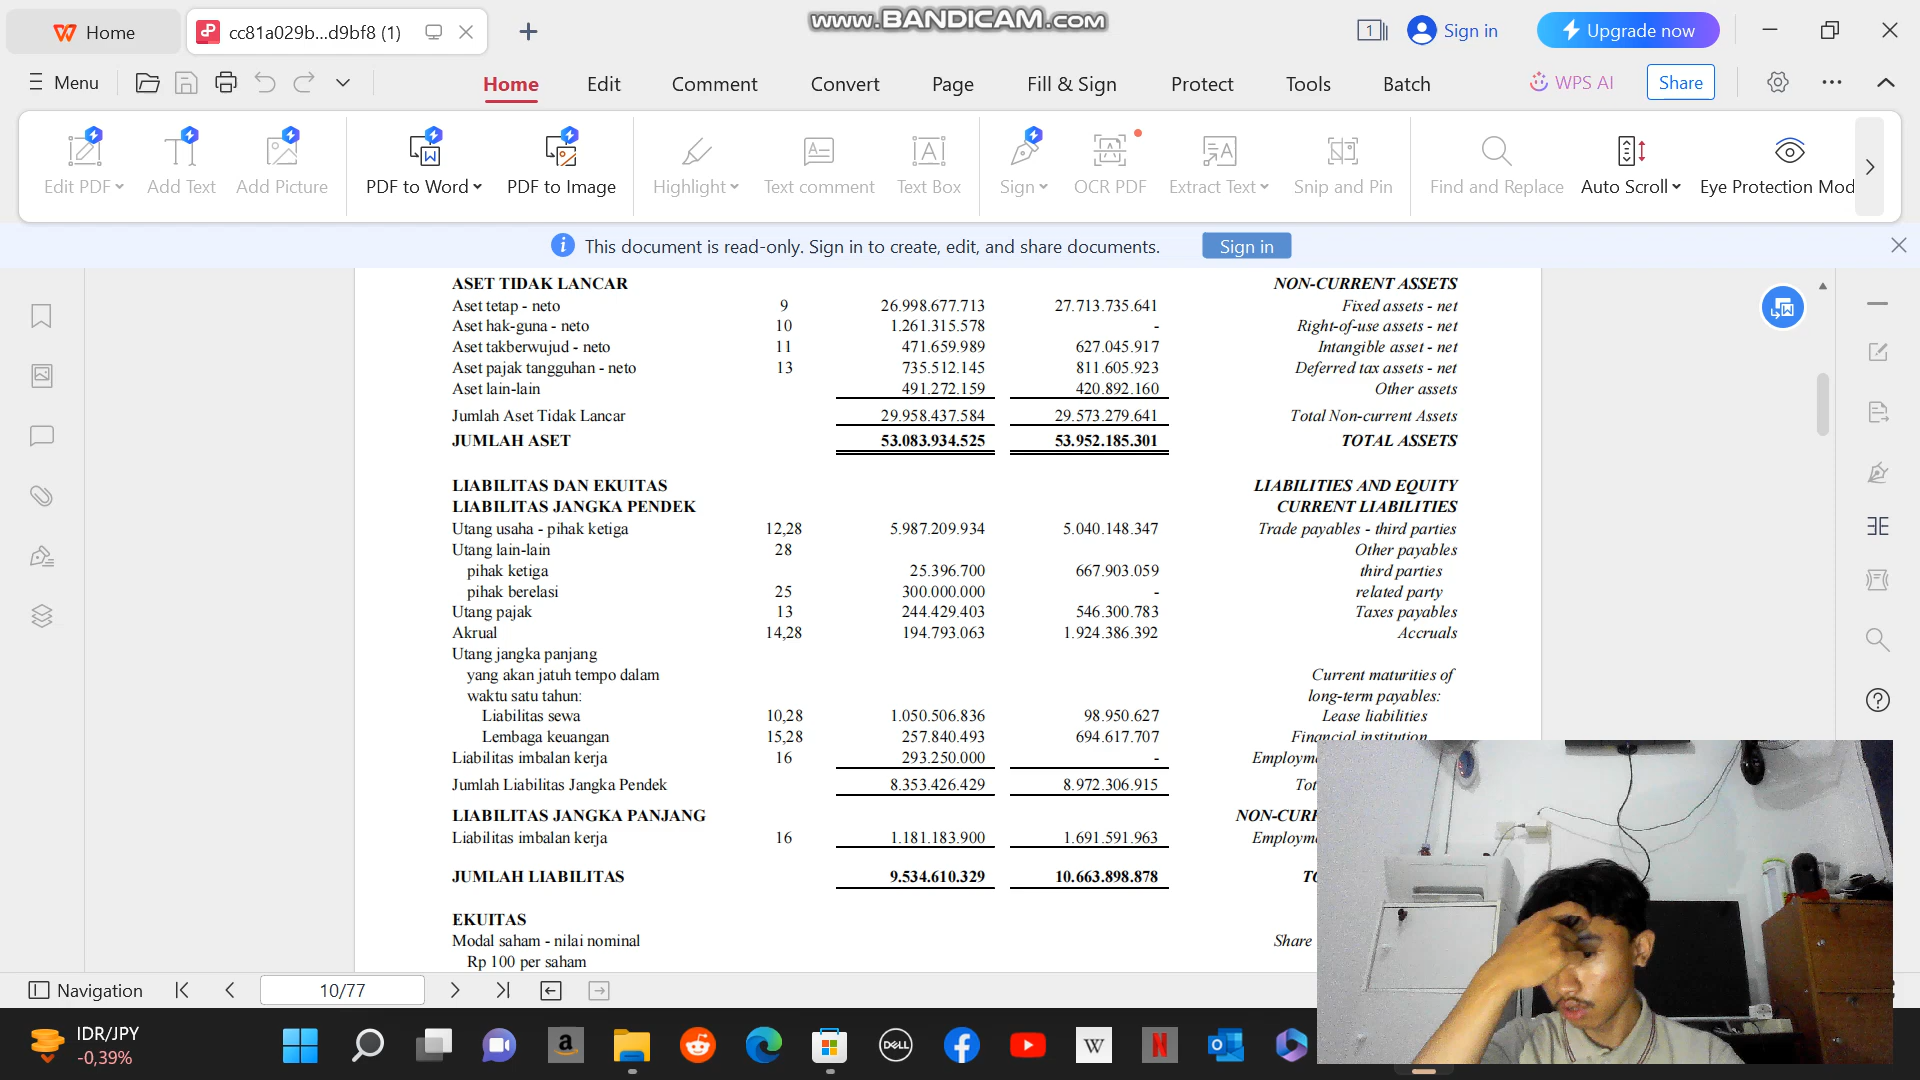 www.BANDICAM.com
Home
cc81a029b...d9bf8 (1)
1
Sign in
Upgrade now
Menu
Home Edit Comment Convert Page Fill & Sign Protect Tools Batch
WPS AI
Share
Edit PDF Add Text Add Picture PDF to Word PDF to Image Highlight Text comment Text Box Sign OCR PDF Extract Text Snip and Pin Find and Replace Auto Scroll Eye Protection Mod
This document is read-only. Sign in to create, edit, and share documents. Sign in
ASET TIDAK LANCAR NON-CURRENT ASSETS
Aset tetap - neto 9 26.998.677.713 27.713.735.641 Fixed assets - net
Aset hak-guna - neto 10 1.261.315.578 - Right-of-use assets - net
Aset takberwujud - neto 11 471.659.989 627.045.917 Intangible asset - net
Aset pajak tangguhan - neto 13 735.512.145 811.605.923 Deferred tax assets - net
Aset lain-lain 491.272.159 420.892.160 Other assets
Jumlah Aset Tidak Lancar 29.958.437.584 29.573.279.641 Total Non-current Assets
JUMLAH ASET 53.083.934.525 53.952.185.301 TOTAL ASSETS
LIABILITAS DAN EKUITAS LIABILITIES AND EQUITY
LIABILITAS JANGKA PENDEK CURRENT LIABILITIES
Utang usaha - pihak ketiga 12,28 5.987.209.934 5.040.148.347 Trade payables - third parties
Utang lain-lain 28 Other payables
pihak ketiga 25.396.700 667.903.059 third parties
pihak berelasi 25 300.000.000 - related party
Utang pajak 13 244.429.403 546.300.783 Taxes payables
Akrual 14,28 194.793.063 1.924.386.392 Accruals
Utang jangka panjang
yang akan jatuh tempo dalam Current maturities of
waktu satu tahun: long-term payables:
Liabilitas sewa 10,28 1.050.506.836 98.950.627 Lease liabilities
Lembaga keuangan 15,28 257.840.493 694.617.707 Financial institution
Liabilitas imbalan kerja 16 293.250.000 - Employm
Jumlah Liabilitas Jangka Pendek 8.353.426.429 8.972.306.915 Tot
LIABILITAS JANGKA PANJANG NON-CURR
Liabilitas imbalan kerja 16 1.181.183.900 1.691.591.963 Employm
JUMLAH LIABILITAS 9.534.610.329 10.663.898.878 TO
EKUITAS
Modal saham - nilai nominal Share
Rp 100 per saham
Navigation 10/77
IDR/JPY
-0,39%
DELL